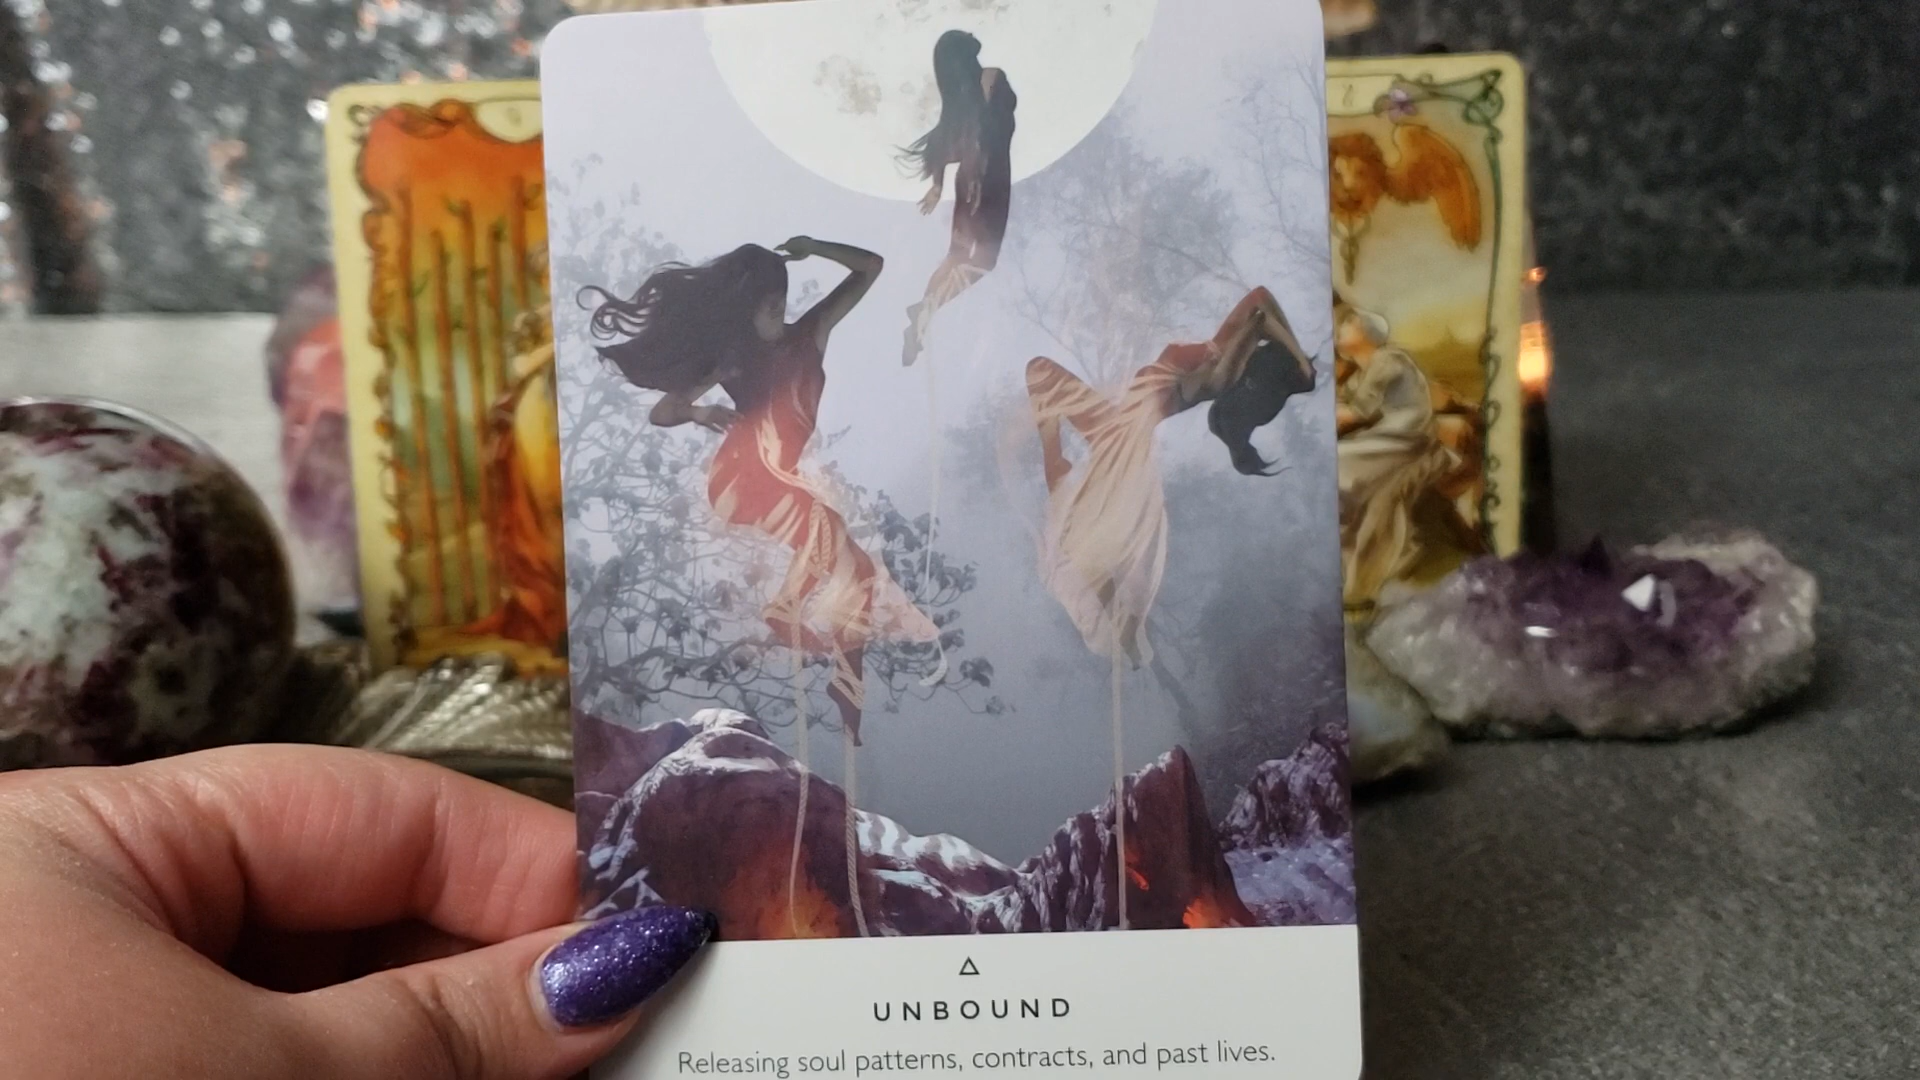 UNBOUND
Releasing soul patterns, contracts, and past lives.